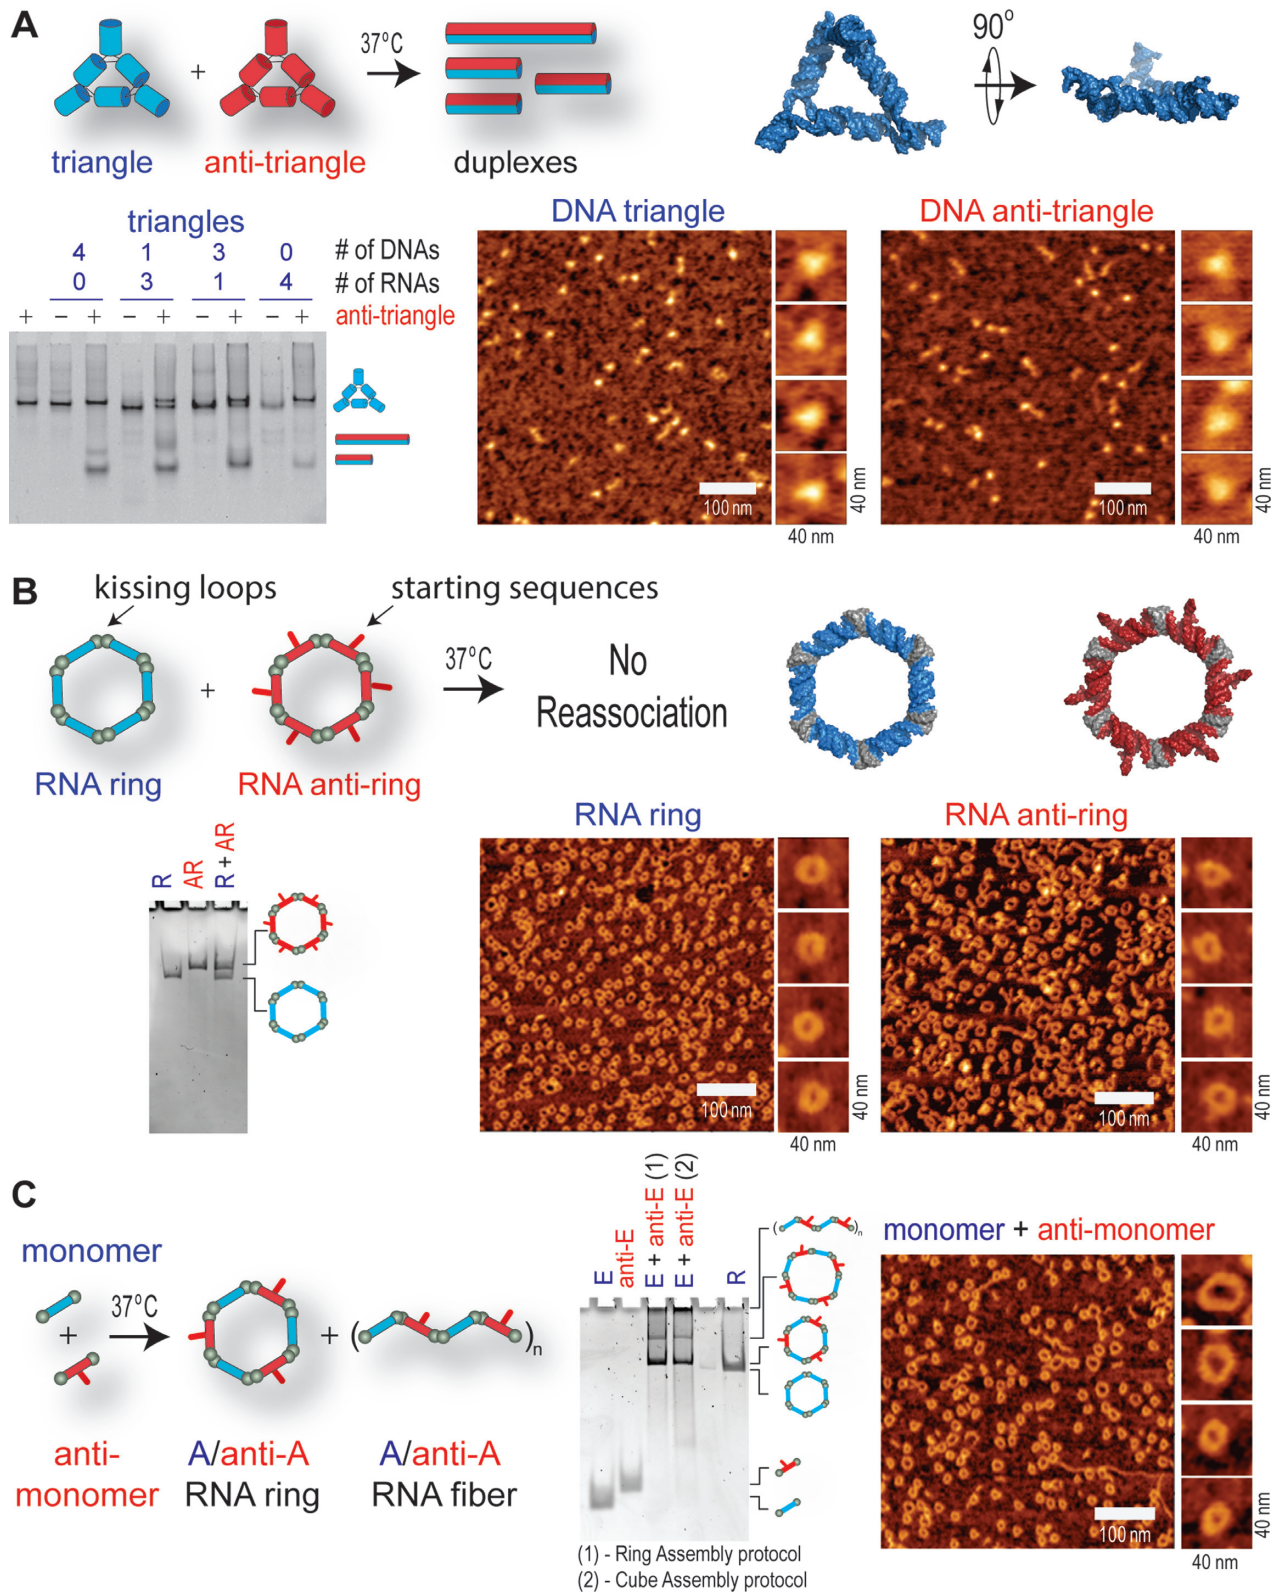 A
triangle
+
anti-triangle
37°C
duplexes
90°
triangles
4 1 3 0 # of DNAs
0 3 1 4 # of RNAs
+ − + − + − + − + anti-triangle
DNA triangle
100 nm
40 nm
40 nm
DNA anti-triangle
100 nm
40 nm
40 nm
B
kissing loops
starting sequences
+
37°C
No
Reassociation
RNA ring
RNA anti-ring
R
AR
R + AR
RNA ring
100 nm
40 nm
40 nm
RNA anti-ring
100 nm
40 nm
40 nm
C
monomer
+
37°C
anti-
monomer
+
( )n
A/anti-A
RNA ring
A/anti-A
RNA fiber
E
anti-E
E + anti-E (1)
E + anti-E (2)
R
( )n
(1) - Ring Assembly protocol
(2) - Cube Assembly protocol
monomer + anti-monomer
100 nm
40 nm
40 nm